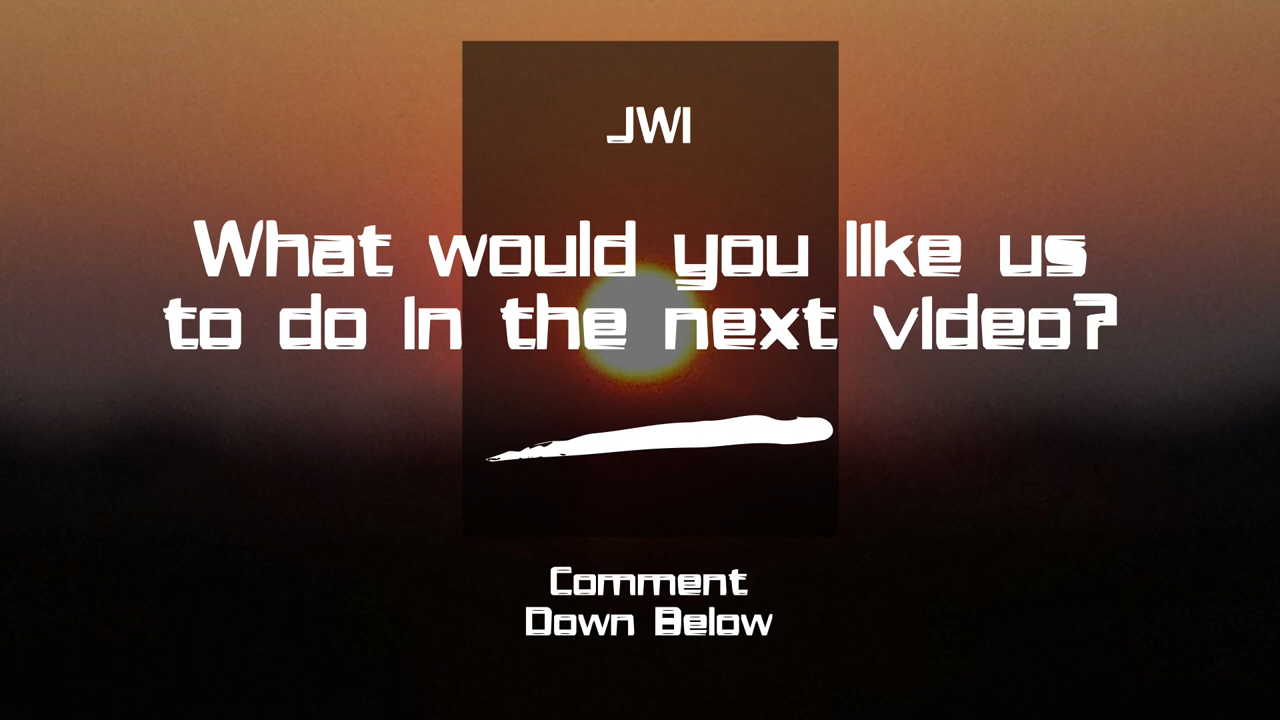 JWI
What would you like us
to do in the next video?
Comment
Down Below